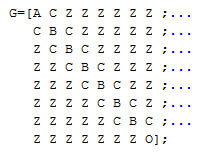 G=[A C Z Z Z Z Z Z ;...
C B C Z Z Z Z Z ;...
Z C B C Z Z Z Z ;...
Z Z C B C Z Z Z ;...
Z Z Z C B C Z Z ;...
Z Z Z Z C B C Z ;...
Z Z Z Z Z C B C ;...
Z Z Z Z Z Z Z O];